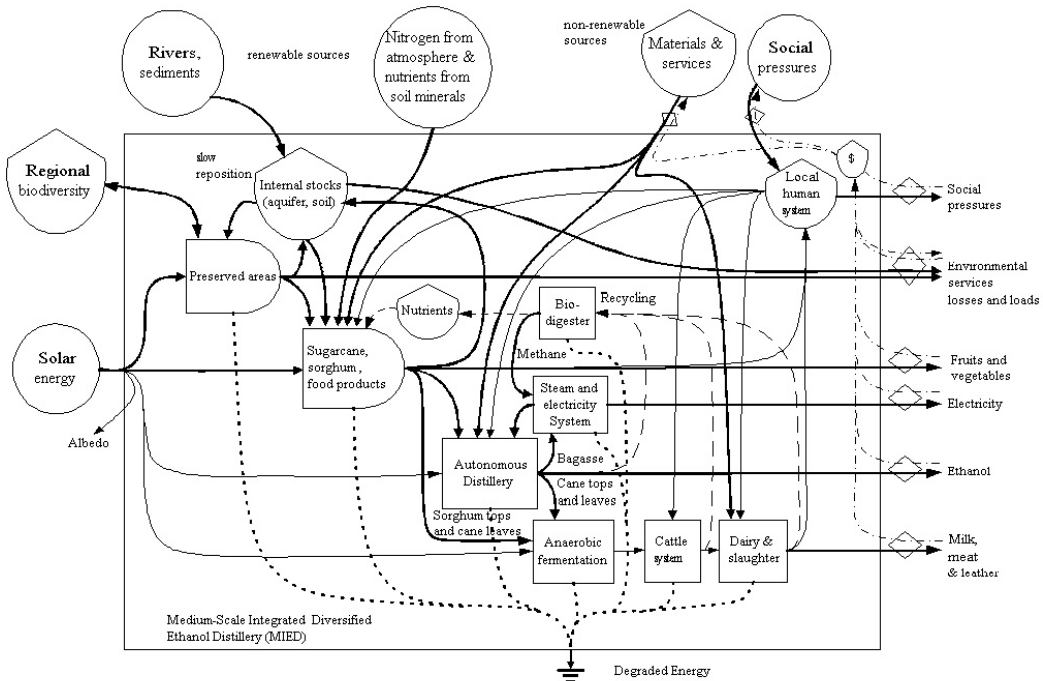 Rivers,
sediments
renewable sources
Nitrogen from
atmosphere &
nutrients from
soil minerals
non-renewable
sources
Materials &
services
Social
pressures
Regional
biodiversity
slow
reposition
Internal stocks
(aquifer, soil)
$
Local
human
system
Social
pressures
Preserved areas
Environmental
services
losses and loads
Nutrients
Bio-
digester
Recycling
Solar
energy
Sugarcane,
sorghum,
food products
Methane
Fruits and
vegetables
Steam and
electricity
System
Electricity
Albedo
Autonomous
Distillery
Bagasse
Cane tops
and leaves
Ethanol
Sorghum tops
and cane leaves
Anaerobic
fermentation
Cattle
system
Dairy &
slaughter
Milk,
meat
& leather
Medium-Scale Integrated Diversified
Ethanol Distillery (MIED)
Degraded Energy